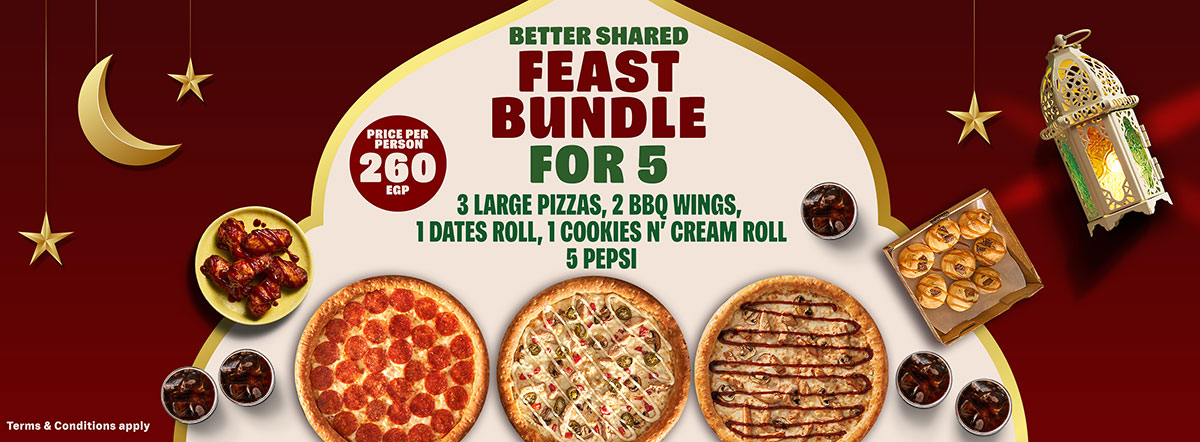 BETTER SHARED
FEAST
BUNDLE
FOR 5
PRICE PER
PERSON
260
EGP
3 LARGE PIZZAS, 2 BBQ WINGS,
1 DATES ROLL, 1 COOKIES N' CREAM ROLL
5 PEPSI
Terms & Conditions apply